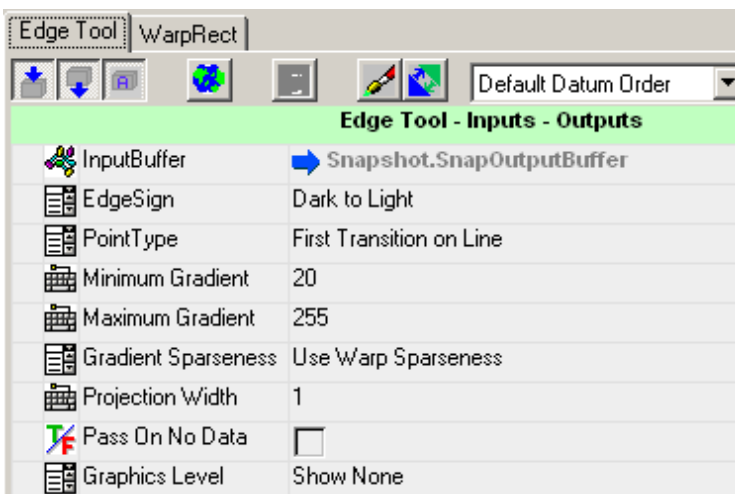 Edge Tool WarpRect
A Default Datum Order
Edge Tool - Inputs - Outputs
InputBuffer Snapshot.SnapOutputBuffer
EdgeSign Dark to Light
PointType First Transition on Line
Minimum Gradient 20
Maximum Gradient 255
Gradient Sparseness Use Warp Sparseness
Projection Width 1
T/F Pass On No Data
Graphics Level Show None